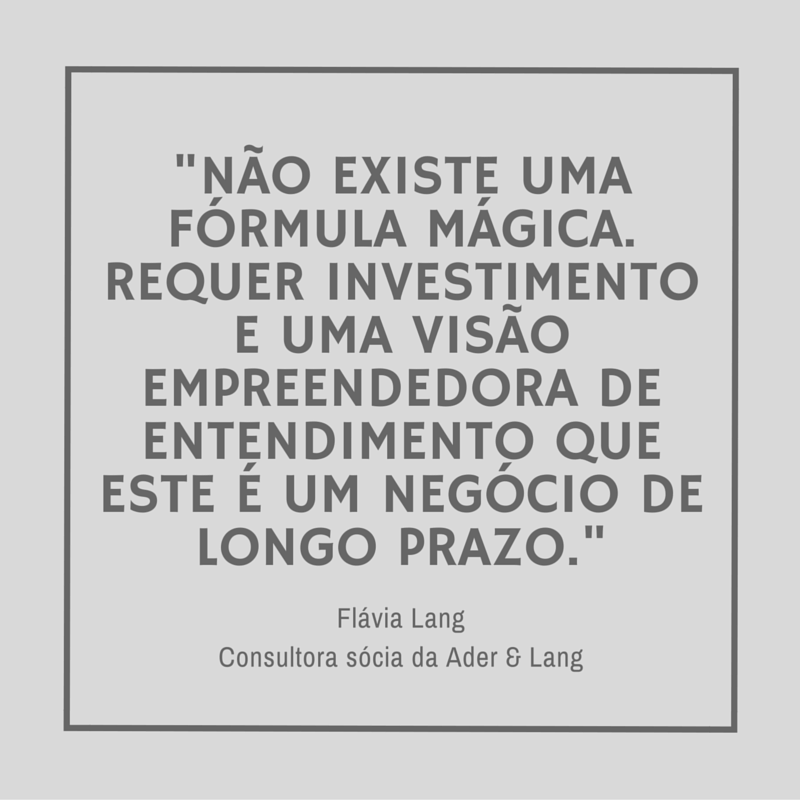 "NÃO EXISTE UMA
FÓRMULA MÁGICA.
REQUER INVESTIMENTO
E UMA VISÃO
EMPREENDEDORA DE
ENTENDIMENTO QUE
ESTE É UM NEGÓCIO DE
LONGO PRAZO."
Flávia Lang
Consultora sócia da Ader & Lang